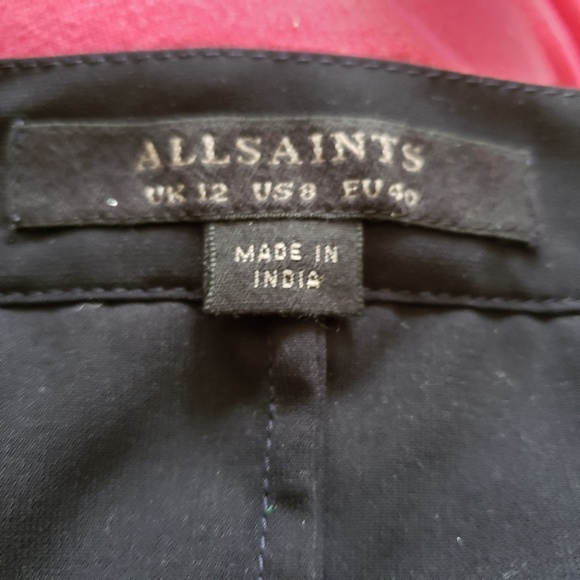 ALLSAINTS
UK 12 US 8 EU 40
MADE IN
INDIA